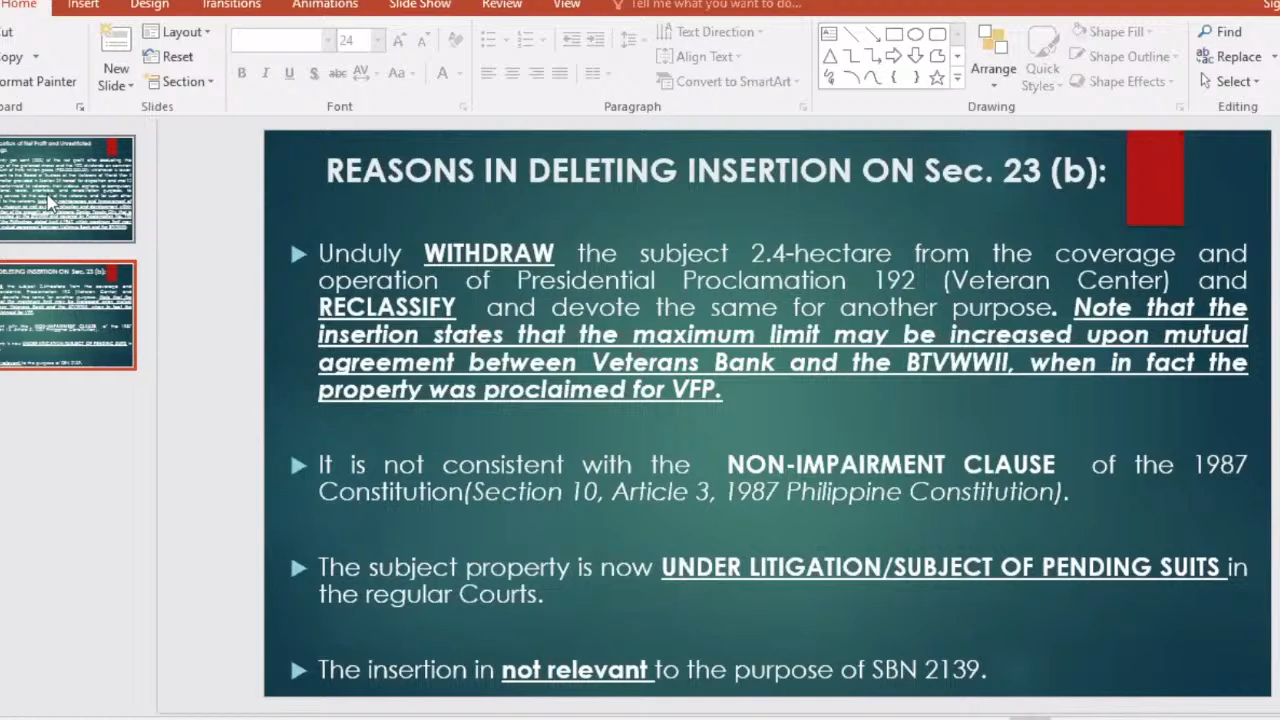 Home Insert Design Transitions Animations Slide Show Review View Tell me what you want to do...
Layout
Reset
Section
New
Slide
Format Painter
24
Text Direction
Align Text
Convert to SmartArt
Arrange
Quick
Styles
Shape Fill
Shape Outline
Shape Effects
Find
Replace
Select
Slides
Font
Paragraph
Drawing
Editing
REASONS IN DELETING INSERTION ON Sec. 23 (b):
Unduly WITHDRAW the subject 2.4-hectare from the coverage and
operation of Presidential Proclamation 192 (Veteran Center) and
RECLASSIFY and devote the same for another purpose. Note that the
insertion states that the maximum limit may be increased upon mutual
agreement between Veterans Bank and the BTVWWII, when in fact the
property was proclaimed for VFP.
It is not consistent with the NON-IMPAIRMENT CLAUSE of the 1987
Constitution(Section 10, Article 3, 1987 Philippine Constitution).
The subject property is now UNDER LITIGATION/SUBJECT OF PENDING SUITS in
the regular Courts.
The insertion in not relevant to the purpose of SBN 2139.